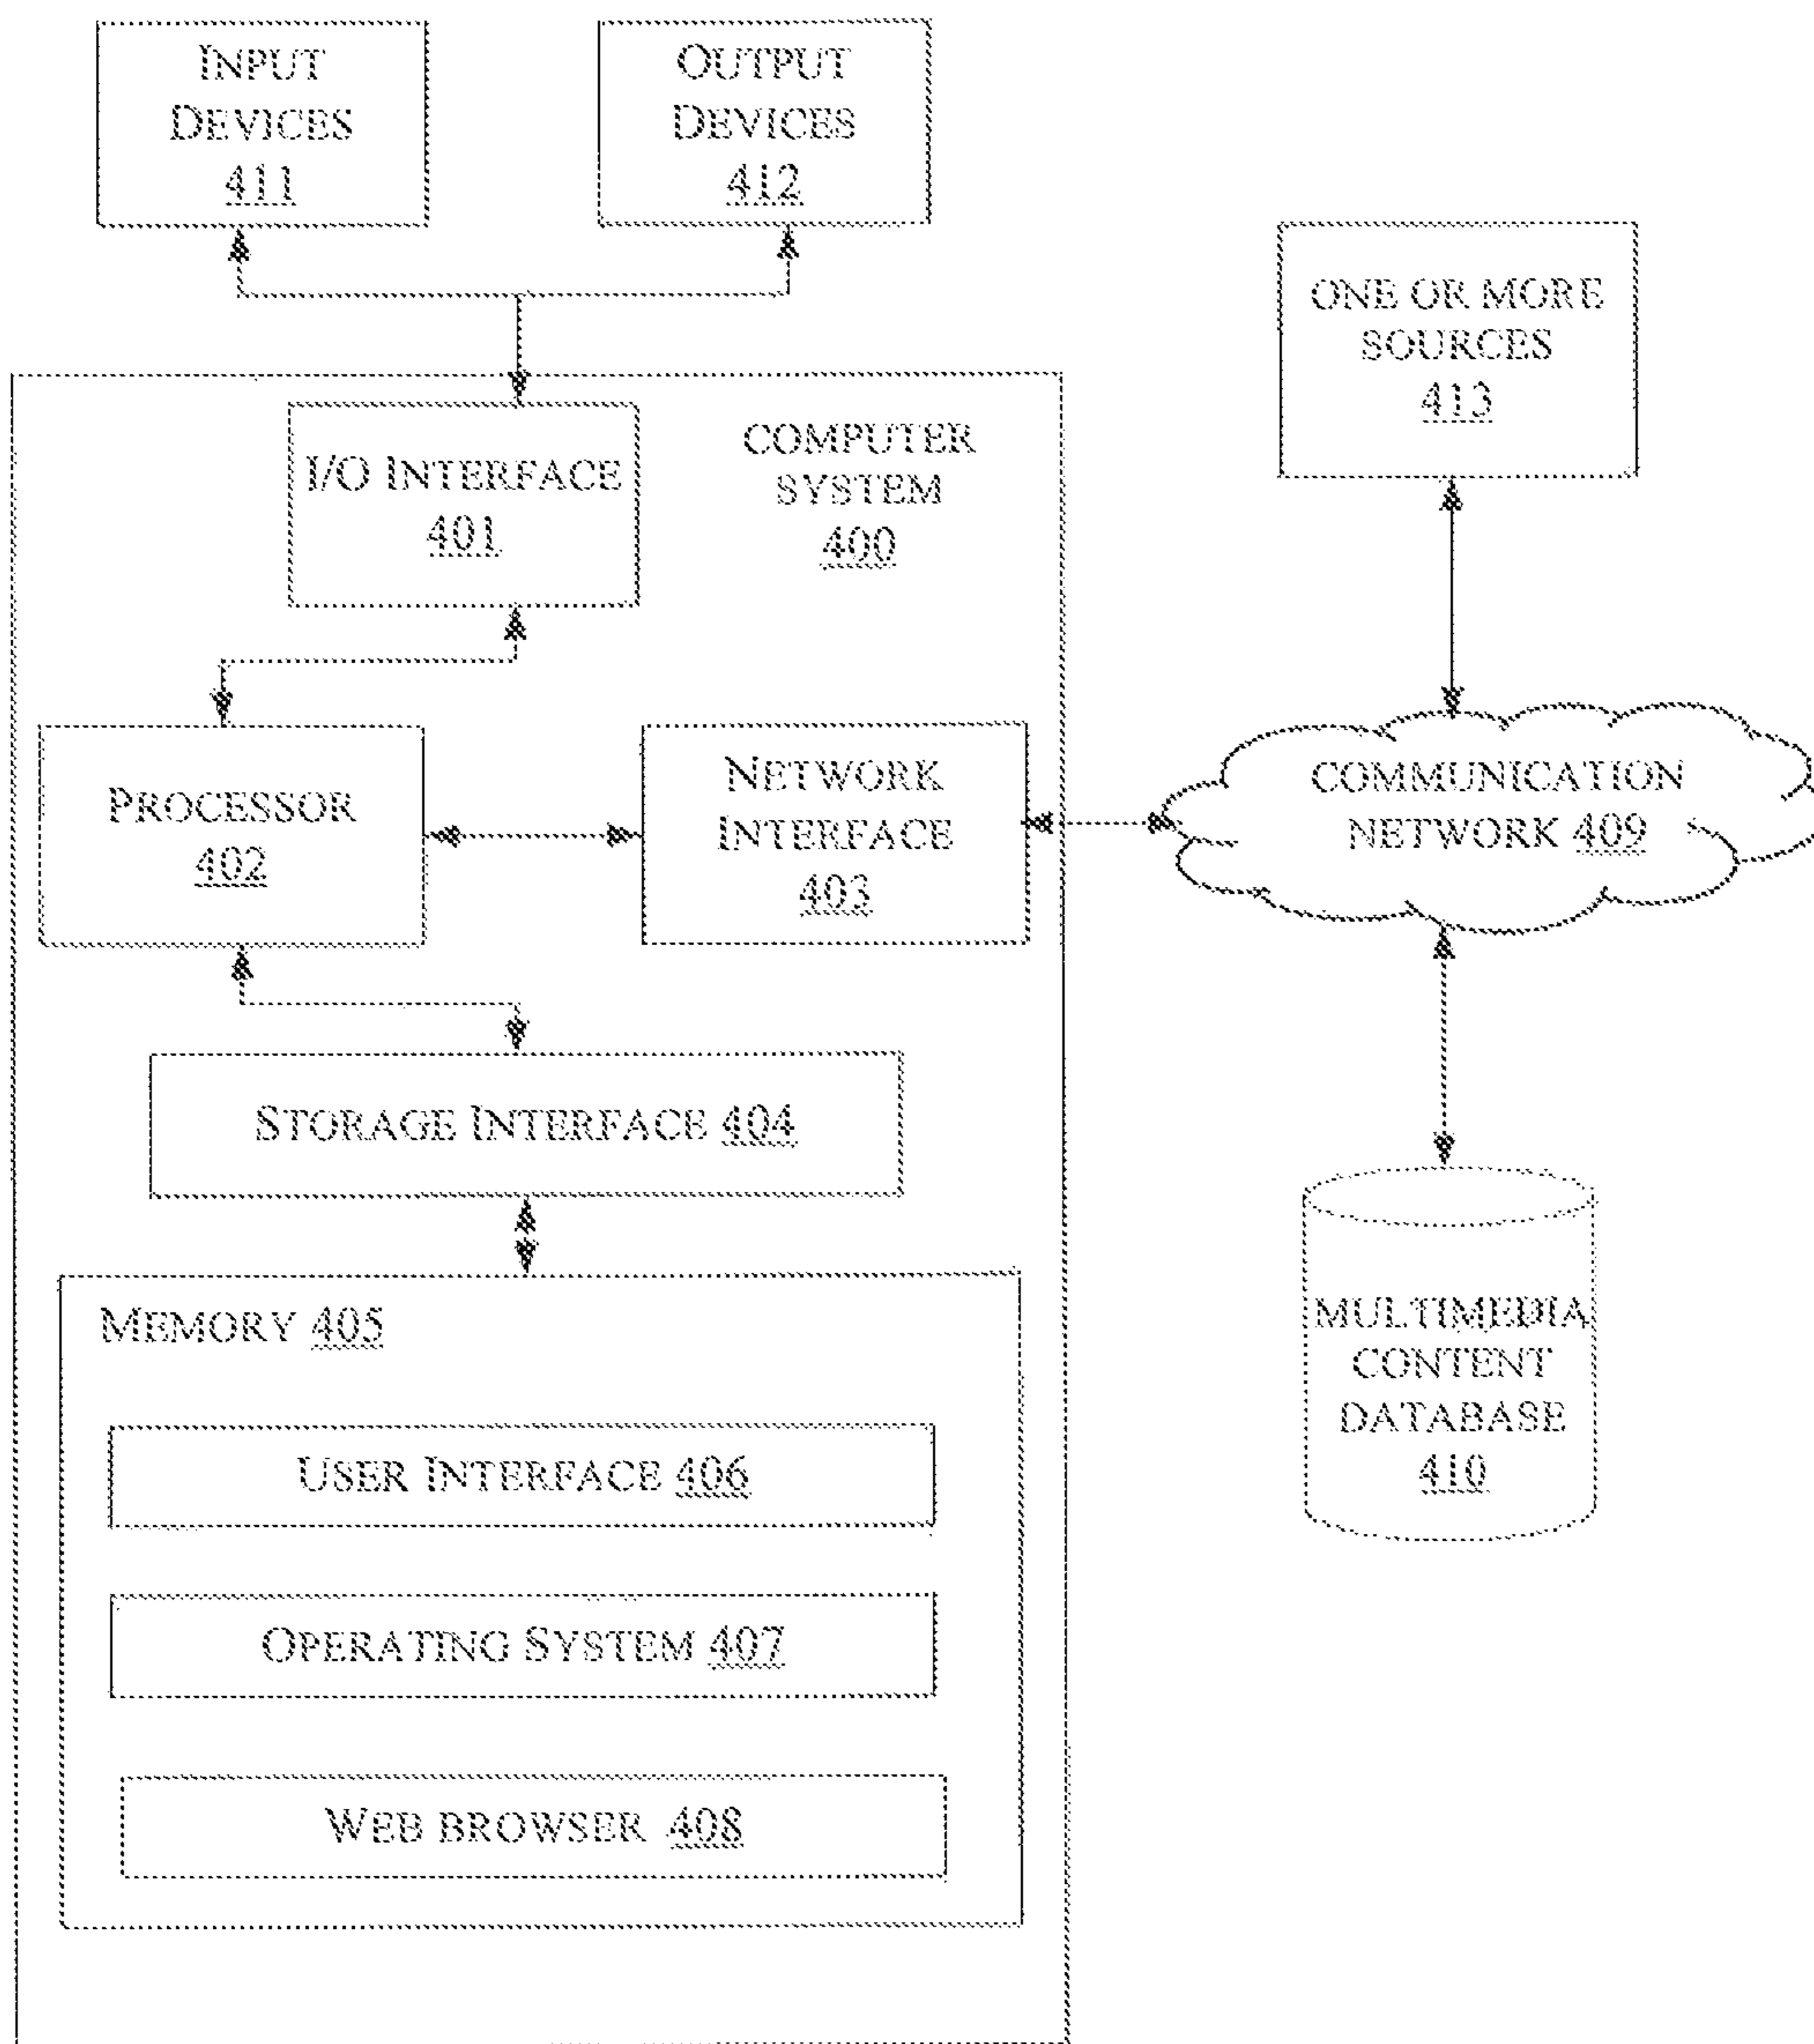 INPUT
DEVICES
411
OUTPUT
DEVICES
412
ONE OR MORE
SOURCES
413
I/O INTERFACE
401
COMPUTER
SYSTEM
400
PROCESSOR
402
NETWORK
INTERFACE
403
COMMUNICATION
NETWORK 409
STORAGE INTERFACE 404
MEMORY 405
USER INTERFACE 406
OPERATING SYSTEM 407
WEB BROWSER 408
MULTIMEDIA
CONTENT
DATABASE
410